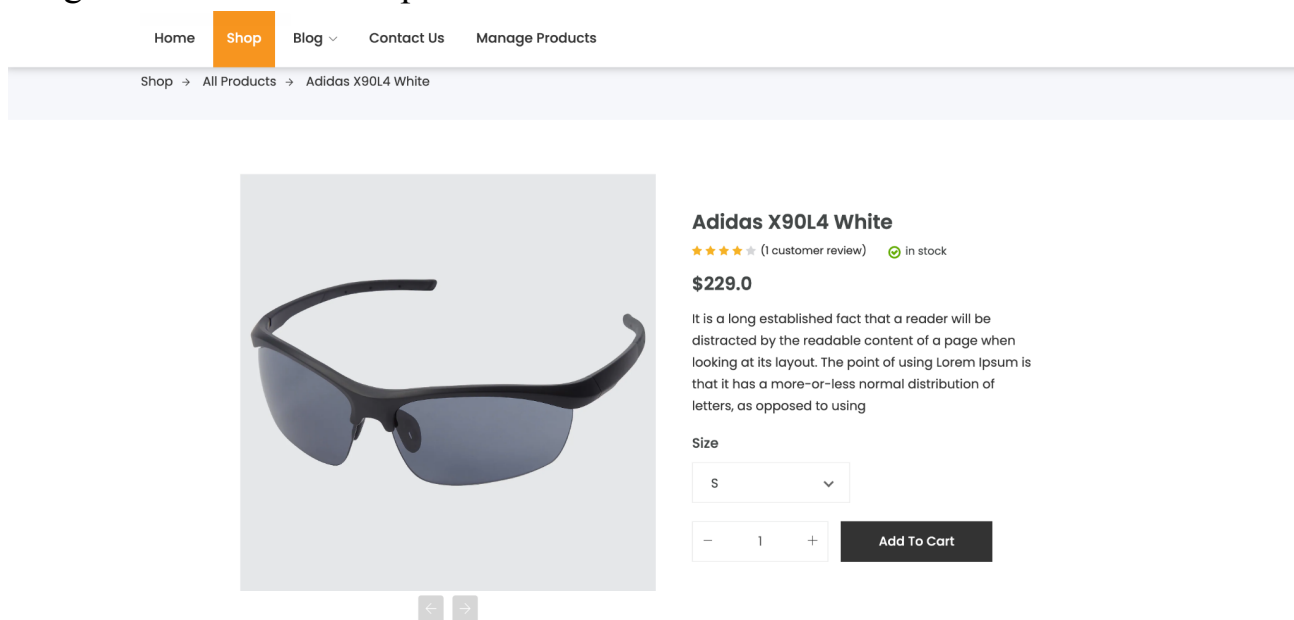 Home Shop Blog Contact Us Manage Products
Shop → All Products → Adidas X90L4 White
Adidas X90L4 White
(1 customer review) in stock
$229.0
It is a long established fact that a reader will be
distracted by the readable content of a page when
looking at its layout. The point of using Lorem Ipsum is
that it has a more-or-less normal distribution of
letters, as opposed to using
Size
S
− 1 + Add To Cart